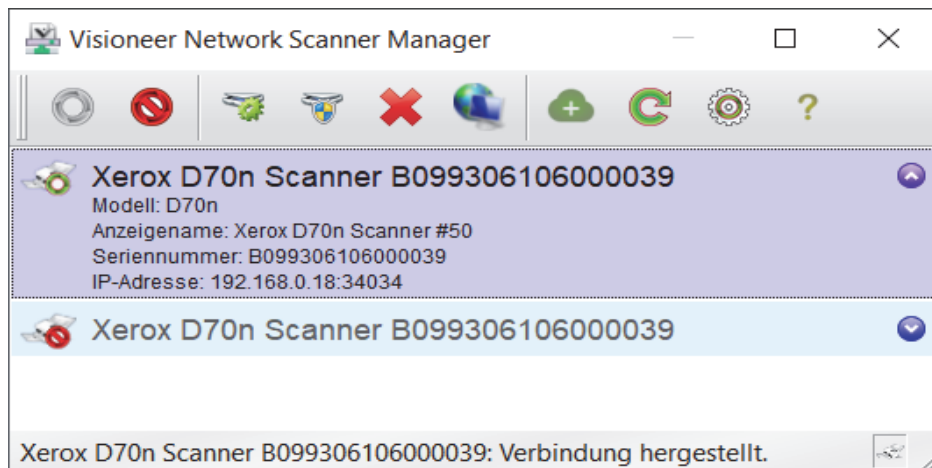 Visioneer Network Scanner Manager
?
Xerox D70n Scanner B099306106000039
Modell: D70n
Anzeigename: Xerox D70n Scanner #50
Seriennummer: B099306106000039
IP-Adresse: 192.168.0.18:34034
Xerox D70n Scanner B099306106000039
Xerox D70n Scanner B099306106000039: Verbindung hergestellt.